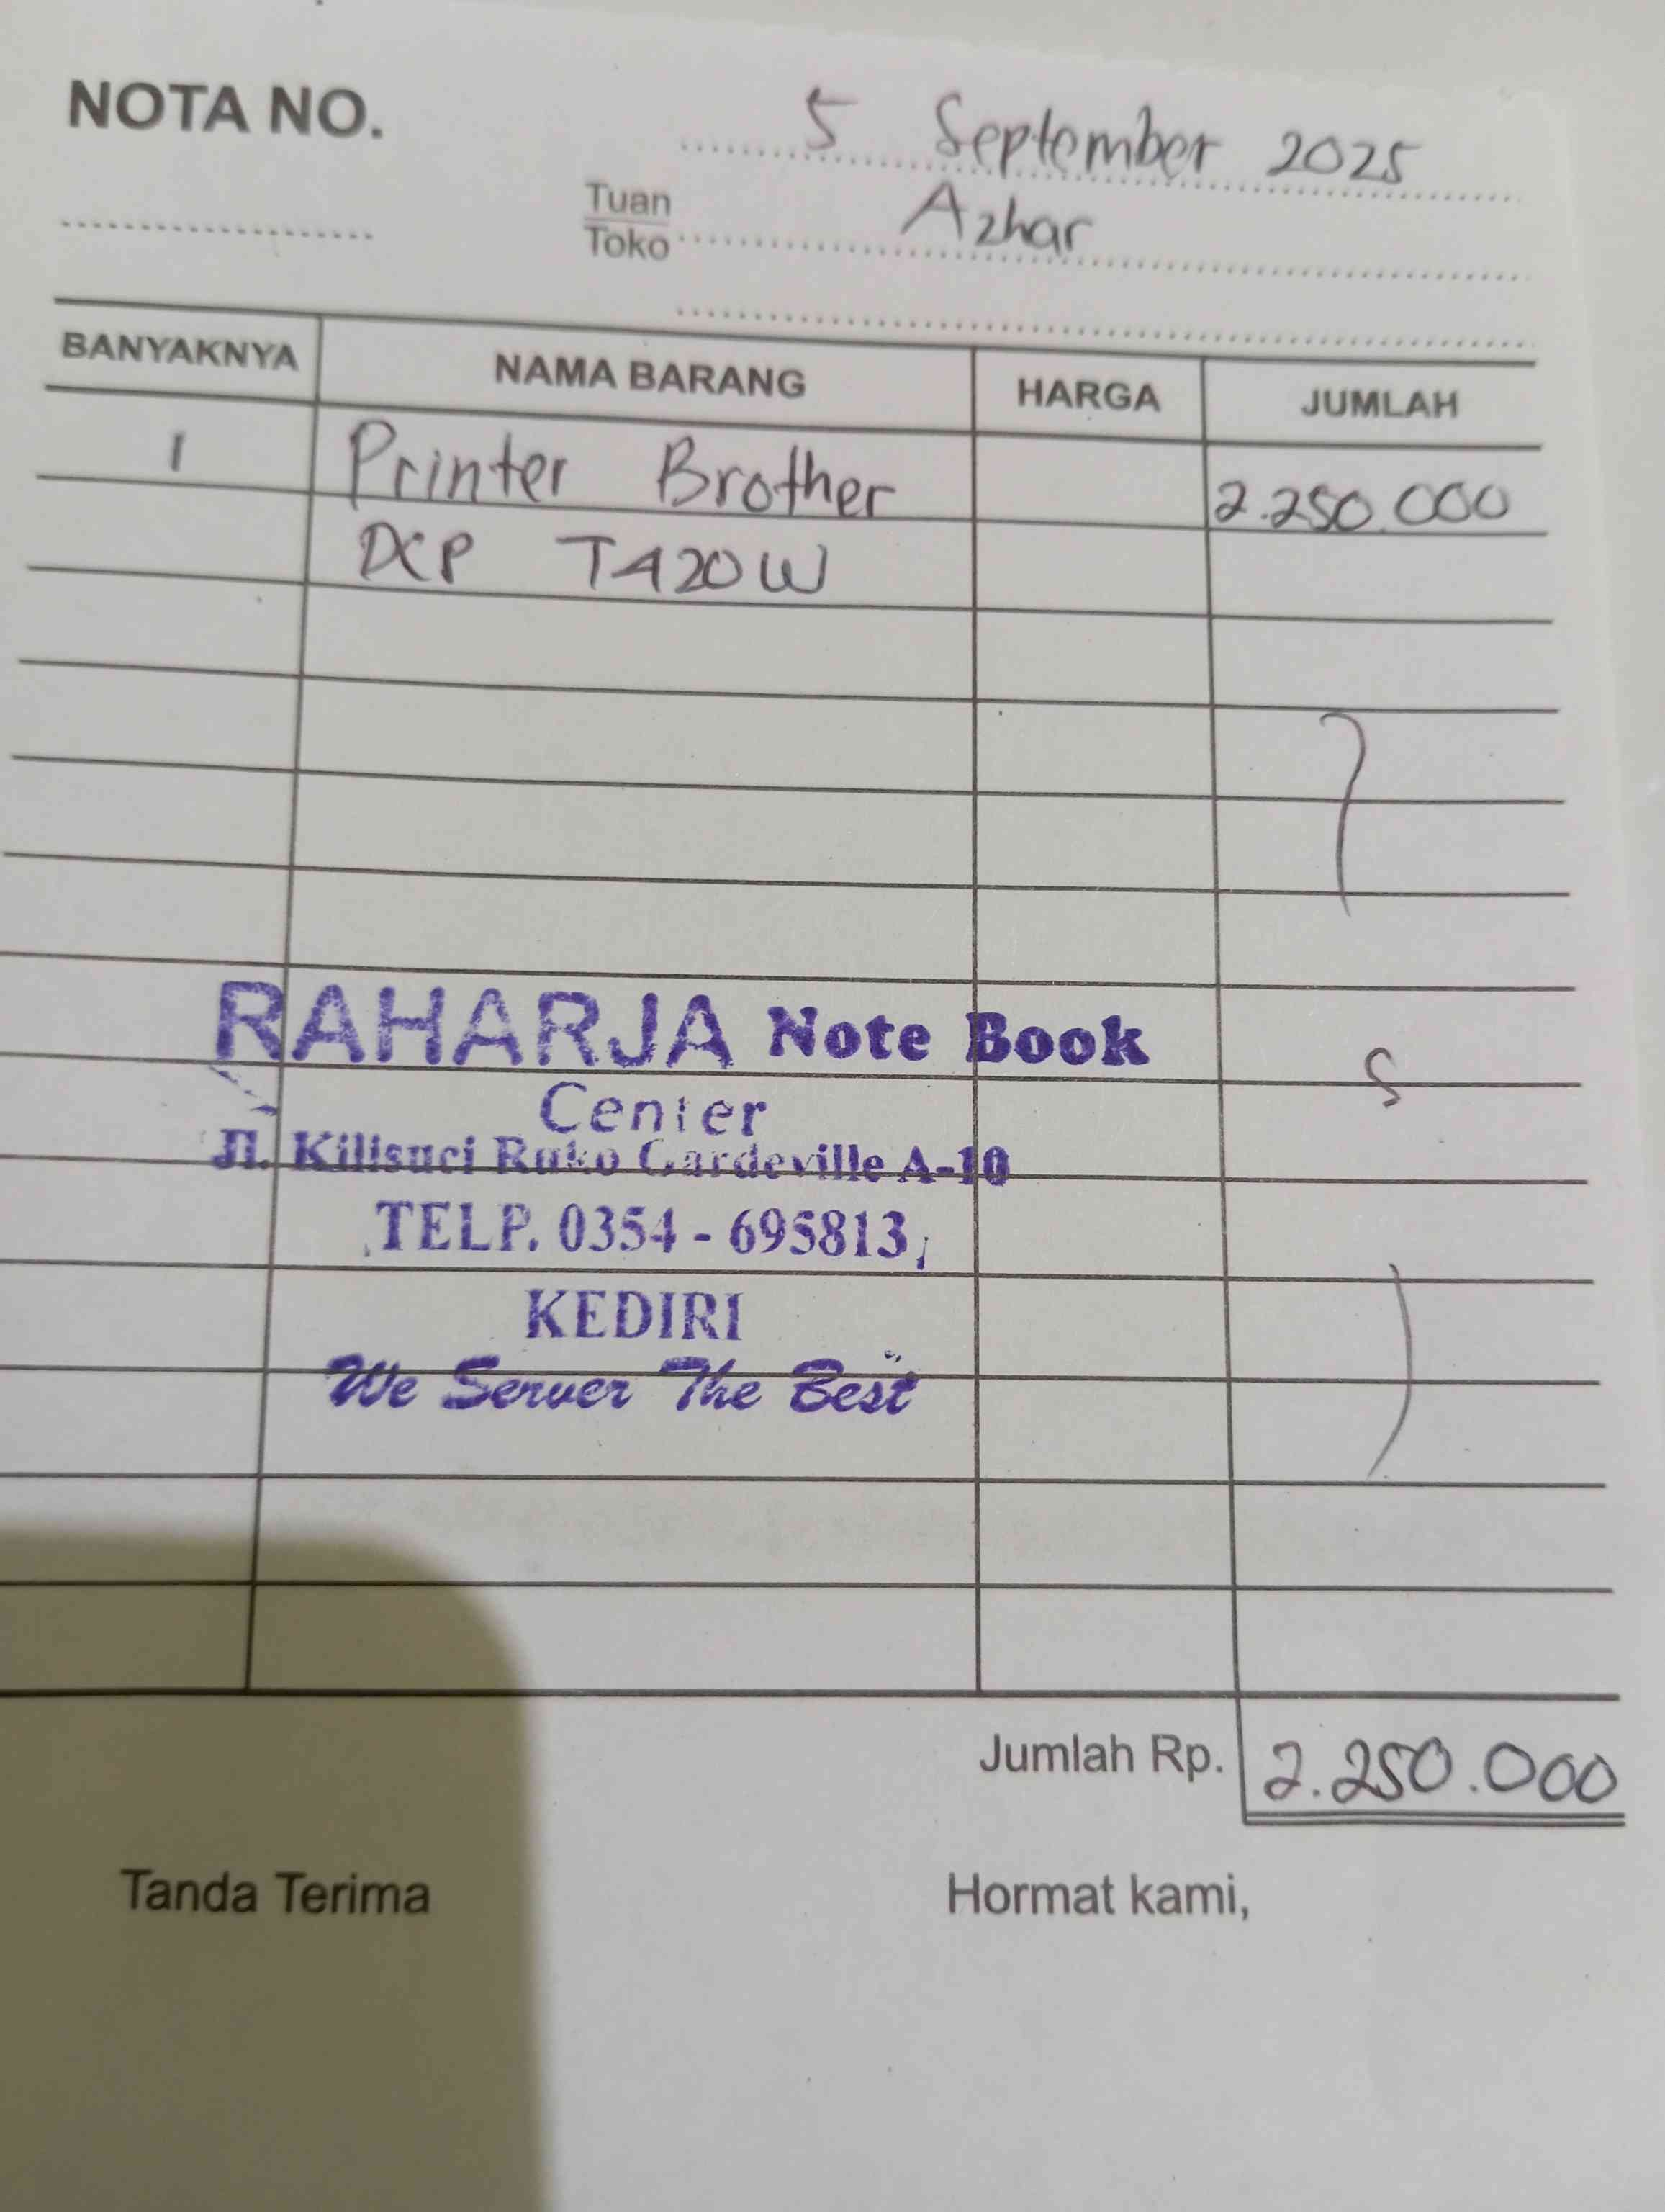 NOTA NO.
5 September 2025
Tuan
Toko
Azhar
BANYAKNYA NAMA BARANG HARGA JUMLAH
1 Printer Brother 2.250.000
DCP T420W
RAHARJA Note Book
Center
Jl. Kilisuci Ruko Gardeville A-10
TELP. 0354 - 695813,
KEDIRI
We Server The Best
Jumlah Rp. 2.250.000
Tanda Terima Hormat kami,